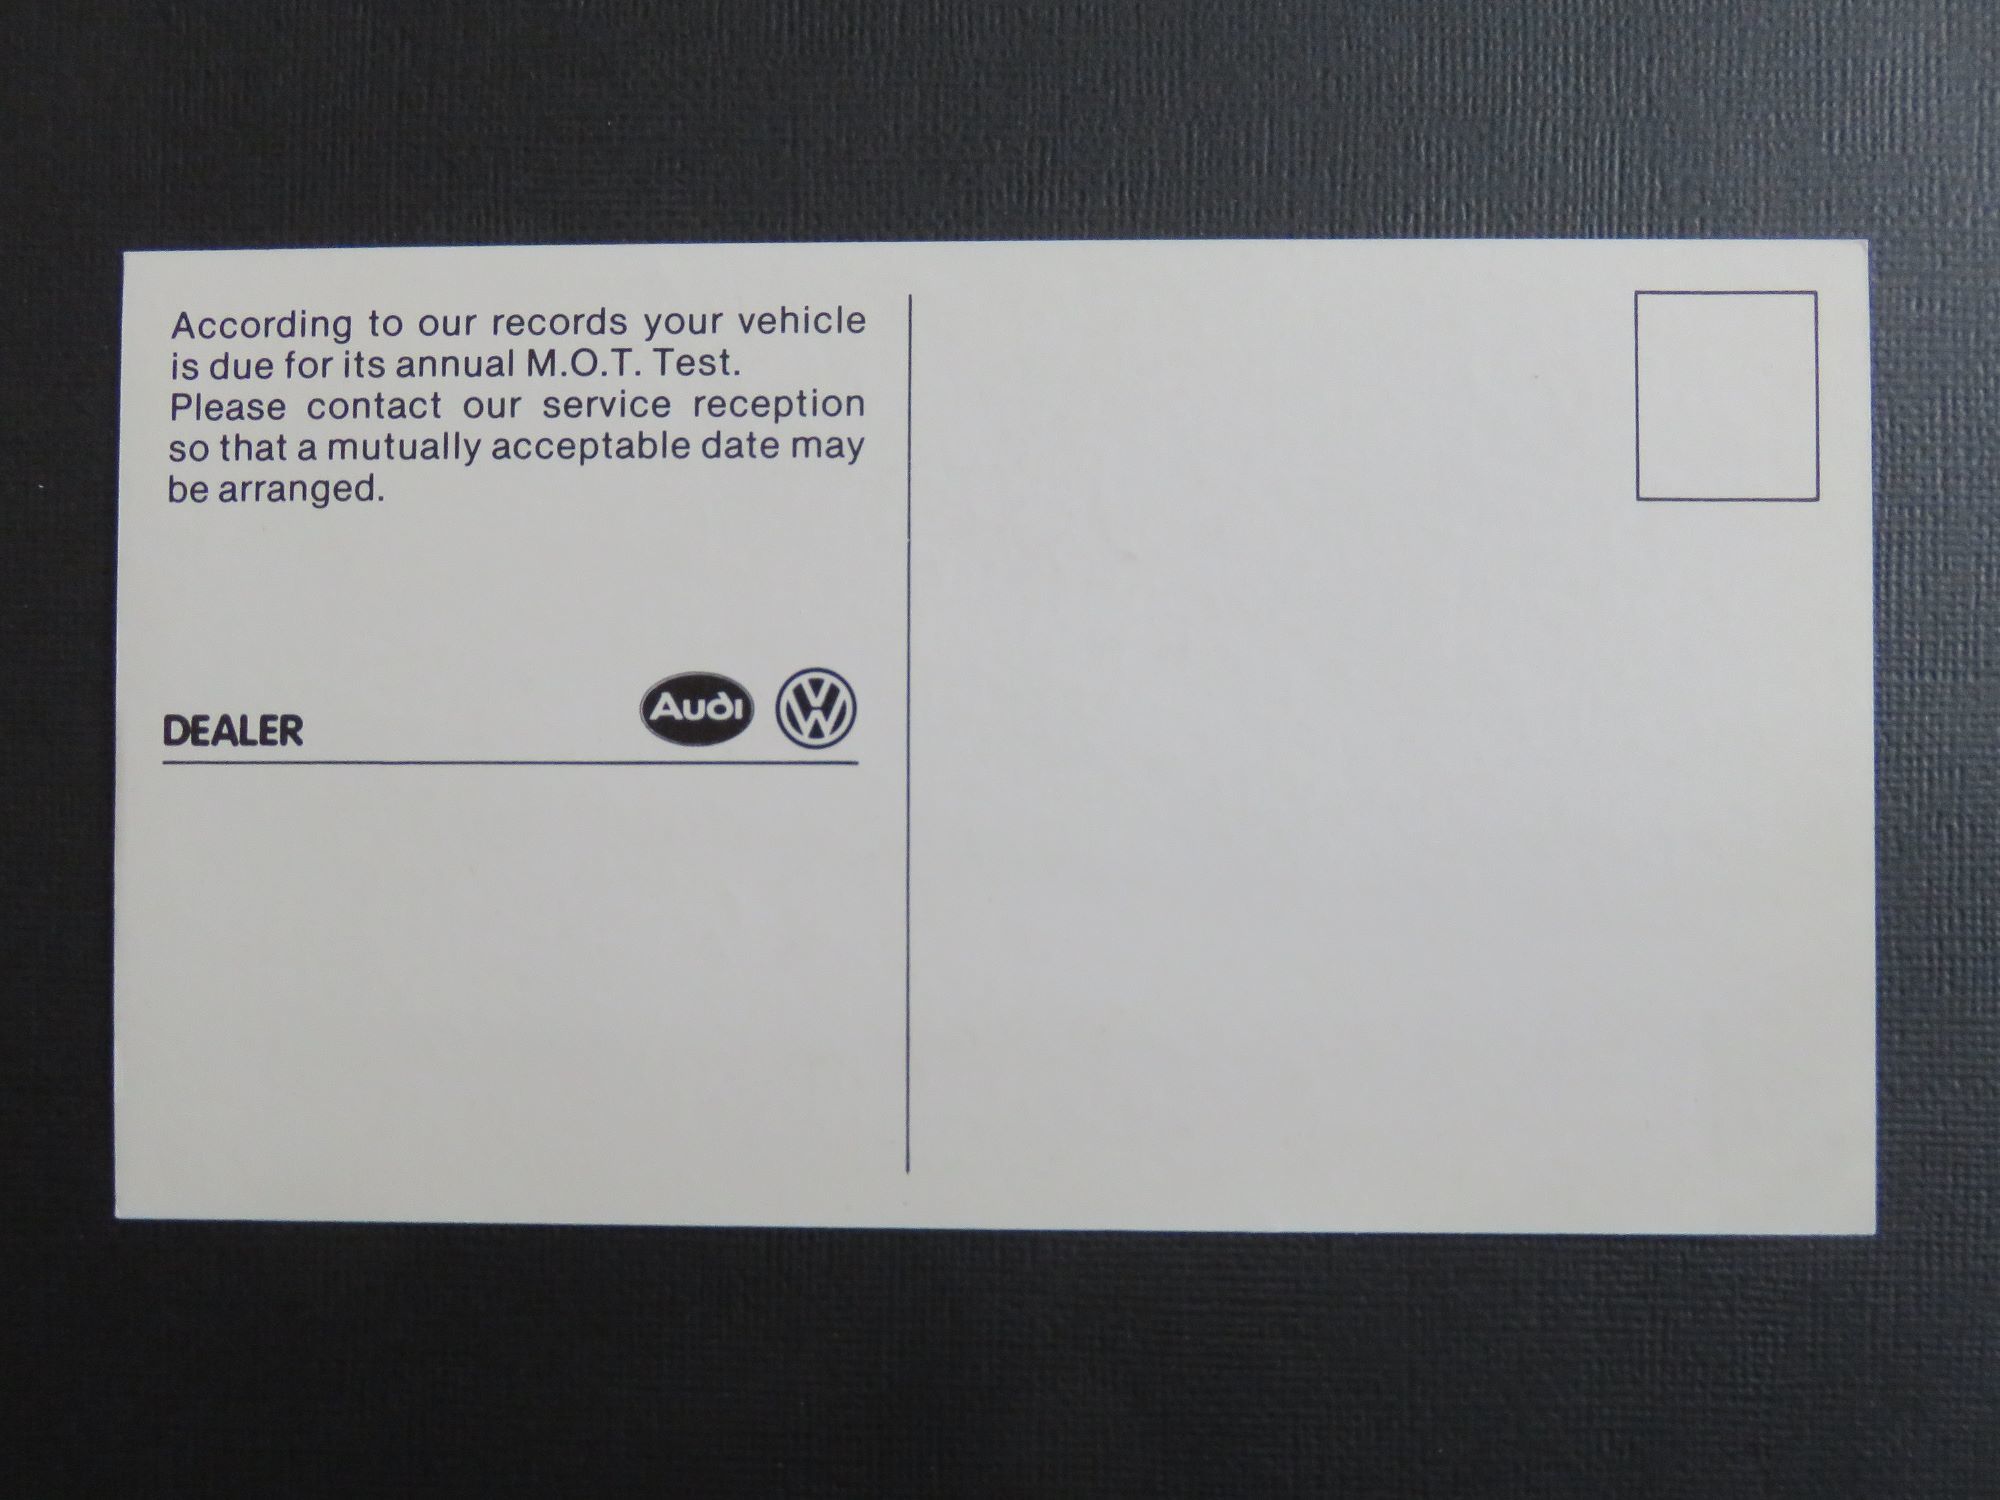 According to our records your vehicle
is due for its annual M.O.T. Test.
Please contact our service reception
so that a mutually acceptable date may
be arranged.
DEALER
Audi
VW